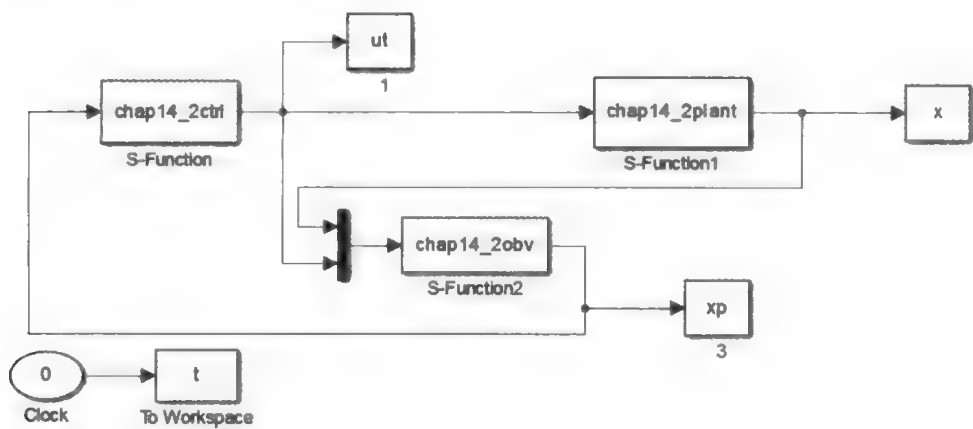 ut
1
chap14_2ctrl
S-Function
chap14_2plant
S-Function1
x
chap14_2obv
S-Function2
xp
3
0
Clock
t
To Workspace